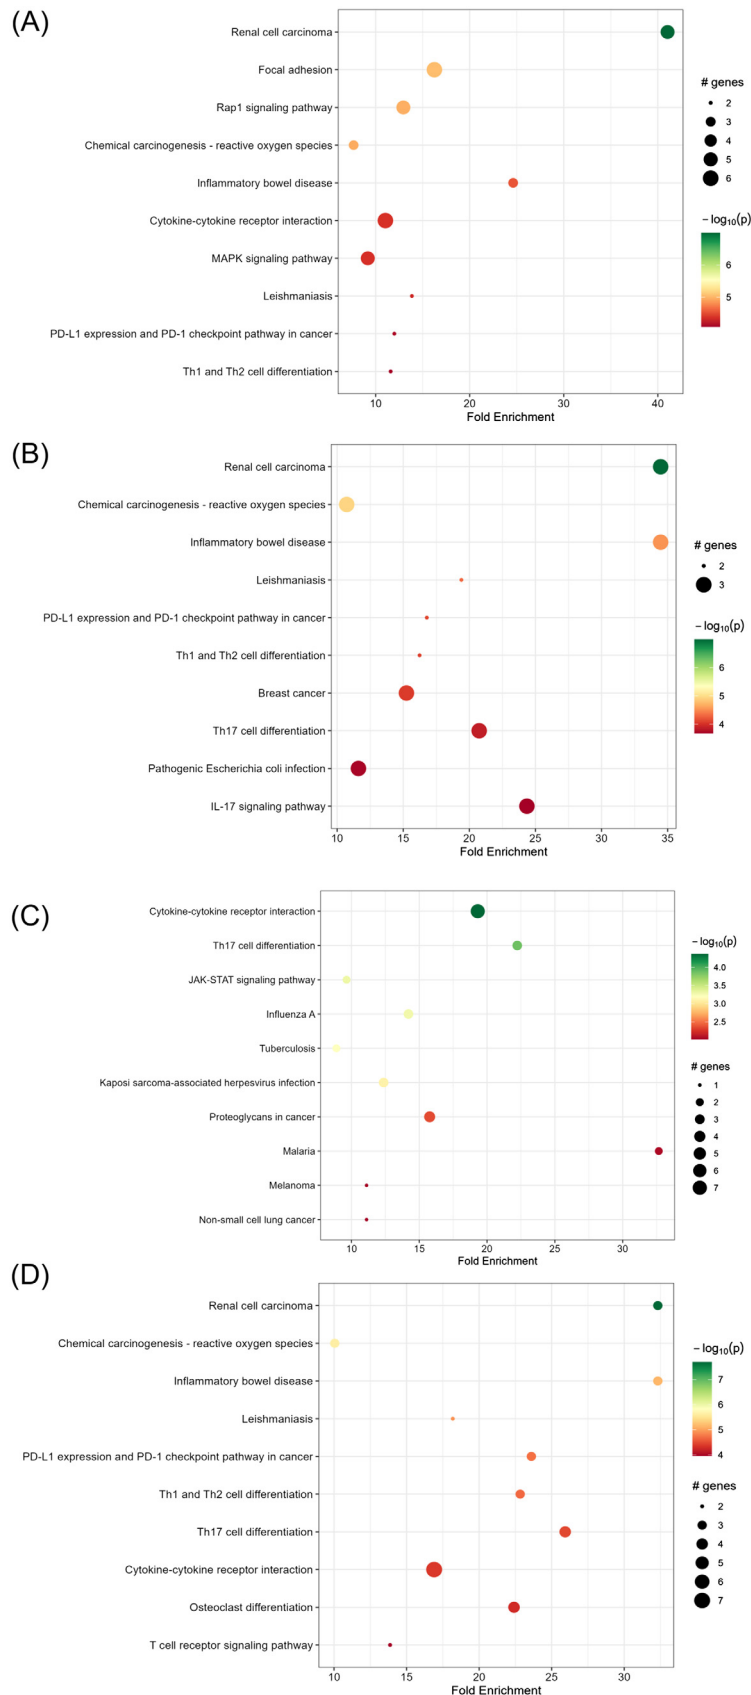 (A)
Renal cell carcinoma
Focal adhesion
Rap1 signaling pathway
Chemical carcinogenesis - reactive oxygen species
Inflammatory bowel disease
Cytokine-cytokine receptor interaction
MAPK signaling pathway
Leishmaniasis
PD-L1 expression and PD-1 checkpoint pathway in cancer
Th1 and Th2 cell differentiation
10 20 30 40
Fold Enrichment
# genes
2
3
4
5
6
−log10(p)
6
5
(B)
Renal cell carcinoma
Chemical carcinogenesis - reactive oxygen species
Inflammatory bowel disease
Leishmaniasis
PD-L1 expression and PD-1 checkpoint pathway in cancer
Th1 and Th2 cell differentiation
Breast cancer
Th17 cell differentiation
Pathogenic Escherichia coli infection
IL-17 signaling pathway
10 15 20 25 30 35
Fold Enrichment
# genes
2
3
−log10(p)
6
5
4
(C)
Cytokine-cytokine receptor interaction
Th17 cell differentiation
JAK-STAT signaling pathway
Influenza A
Tuberculosis
Kaposi sarcoma-associated herpesvirus infection
Proteoglycans in cancer
Malaria
Melanoma
Non-small cell lung cancer
10 15 20 25 30
Fold Enrichment
−log10(p)
4.0
3.5
3.0
2.5
# genes
1
2
3
4
5
6
7
(D)
Renal cell carcinoma
Chemical carcinogenesis - reactive oxygen species
Inflammatory bowel disease
Leishmaniasis
PD-L1 expression and PD-1 checkpoint pathway in cancer
Th1 and Th2 cell differentiation
Th17 cell differentiation
Cytokine-cytokine receptor interaction
Osteoclast differentiation
T cell receptor signaling pathway
10 15 20 25 30
Fold Enrichment
−log10(p)
7
6
5
4
# genes
2
3
4
5
6
7